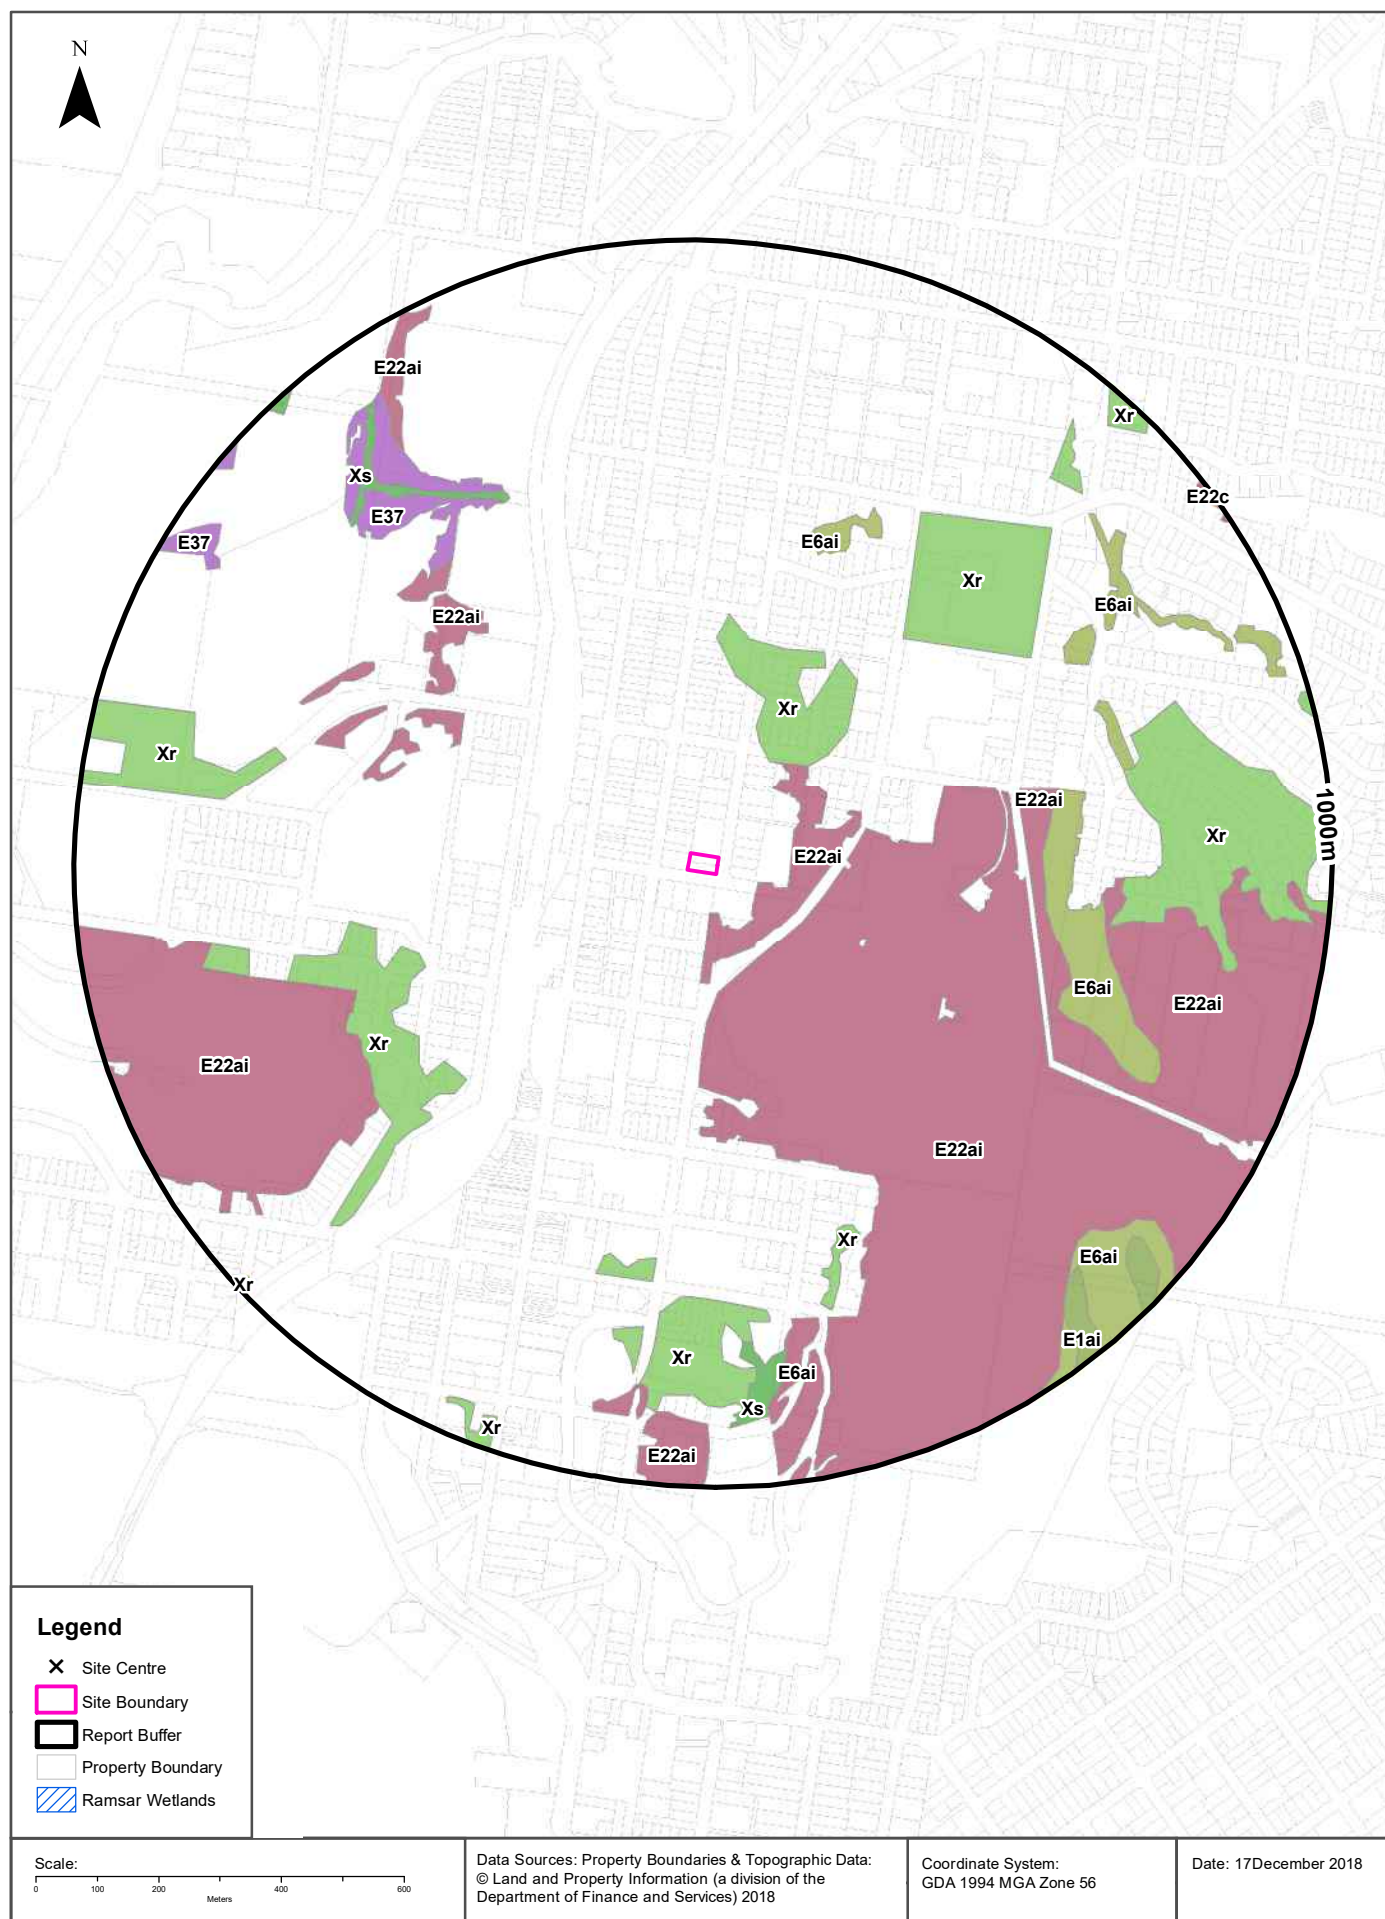 N
E22ai
Xr
Xs
E22c
E37
E37
E6ai
Xr
E6ai
E22ai
Xr
Xr
E22ai
1000m
Xr
E22ai
E6ai
E22ai
Xr
E22ai
E22ai
Xr
E6ai
Xr
E1ai
Xr
E6ai
Xs
Xr
E22ai
Legend
Site Centre
Site Boundary
Report Buffer
Property Boundary
Ramsar Wetlands
Scale:
0 100 200 400 600
Meters
Data Sources: Property Boundaries & Topographic Data:
© Land and Property Information (a division of the
Department of Finance and Services) 2018
Coordinate System:
GDA 1994 MGA Zone 56
Date: 17December 2018